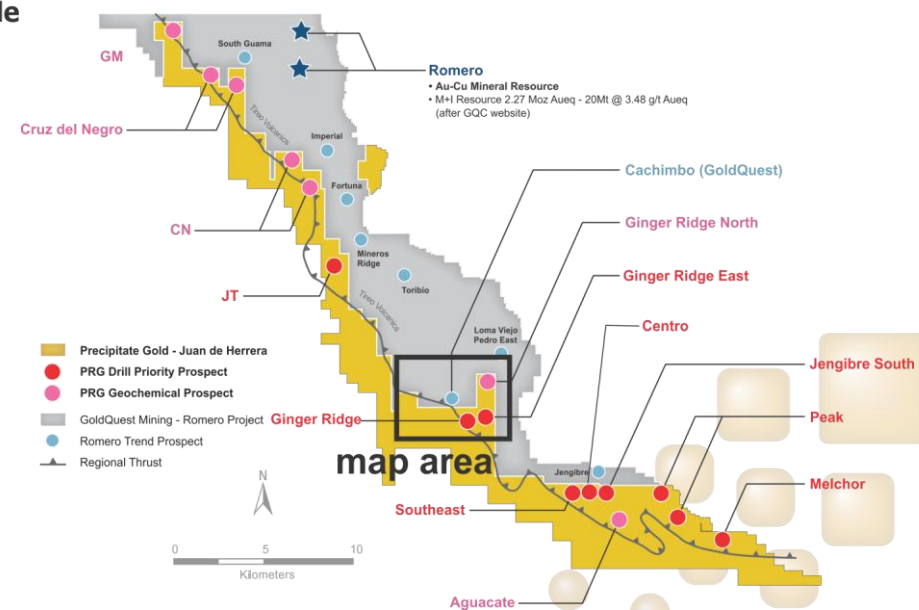 le
GM
South Guama
Romero
• Au-Cu Mineral Resource
• M+I Resource 2.27 Moz Aueq - 20Mt @ 3.48 g/t Aueq
(after GQC website)
Cruz del Negro
Tireo Volcanics
Imperial
Fortuna
Cachimbo (GoldQuest)
CN
Ginger Ridge North
Mineros
Ridge
Toribio
Ginger Ridge East
JT
Tireo Volcanics
Centro
Loma Viejo
Pedro East
Jengibre South
Precipitate Gold - Juan de Herrera
PRG Drill Priority Prospect
PRG Geochemical Prospect
GoldQuest Mining - Romero Project
Romero Trend Prospect
Regional Thrust
Ginger Ridge
Peak
map area
Jengibre
Melchor
N
Southeast
0 5 10
Kilometers
Aguacate